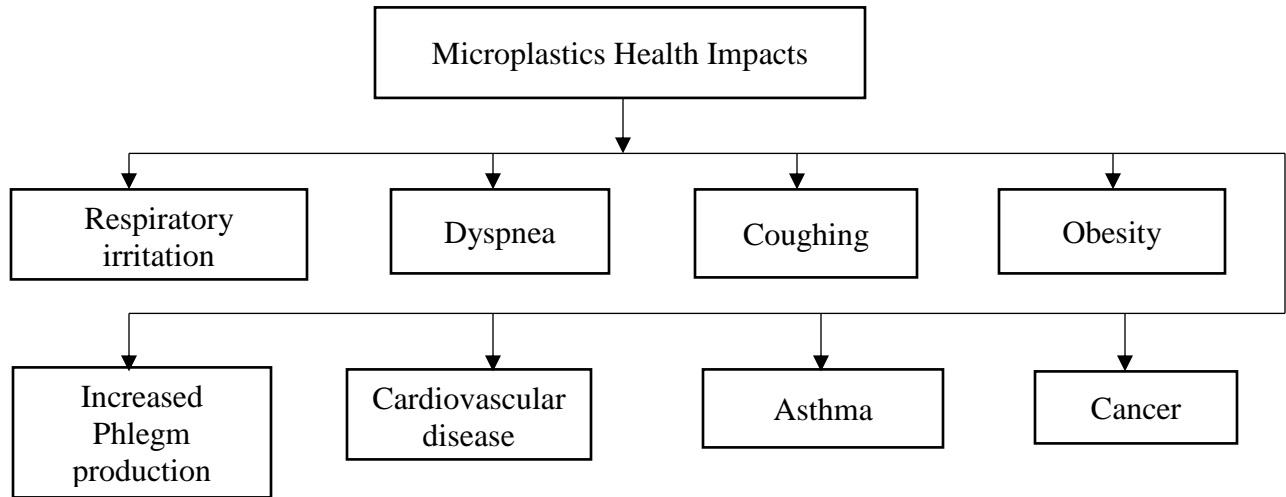 Microplastics Health Impacts
Respiratory
irritation
Dyspnea
Coughing
Obesity
Increased
Phlegm
production
Cardiovascular
disease
Asthma
Cancer